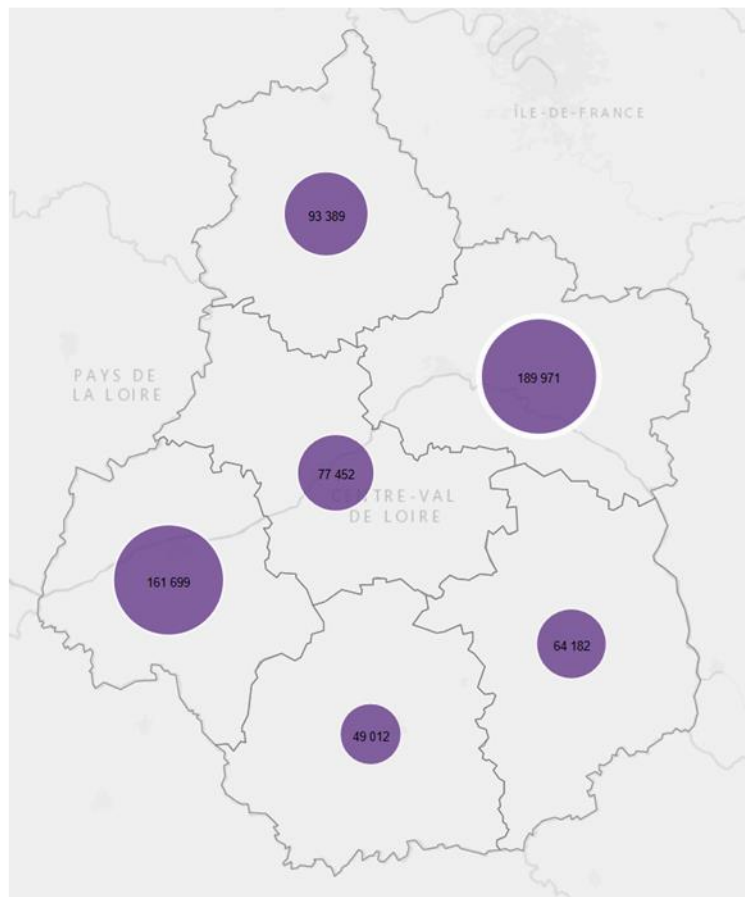 ÎLE-DE-FRANCE
93 389
PAYS DE
LA LOIRE
189 971
77 452
CENTRE-VAL
DE LOIRE
161 699
64 182
49 012